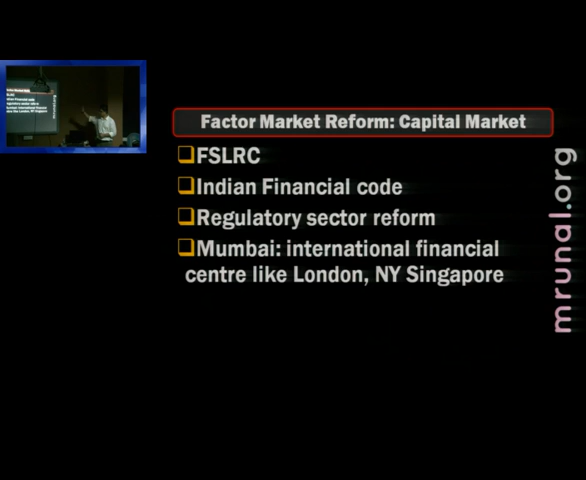 Factor Market Reform: Capital Market
FSLRC
Indian Financial code
Regulatory sector reform
Mumbai: international financial
centre like London, NY Singapore
mrunal.org